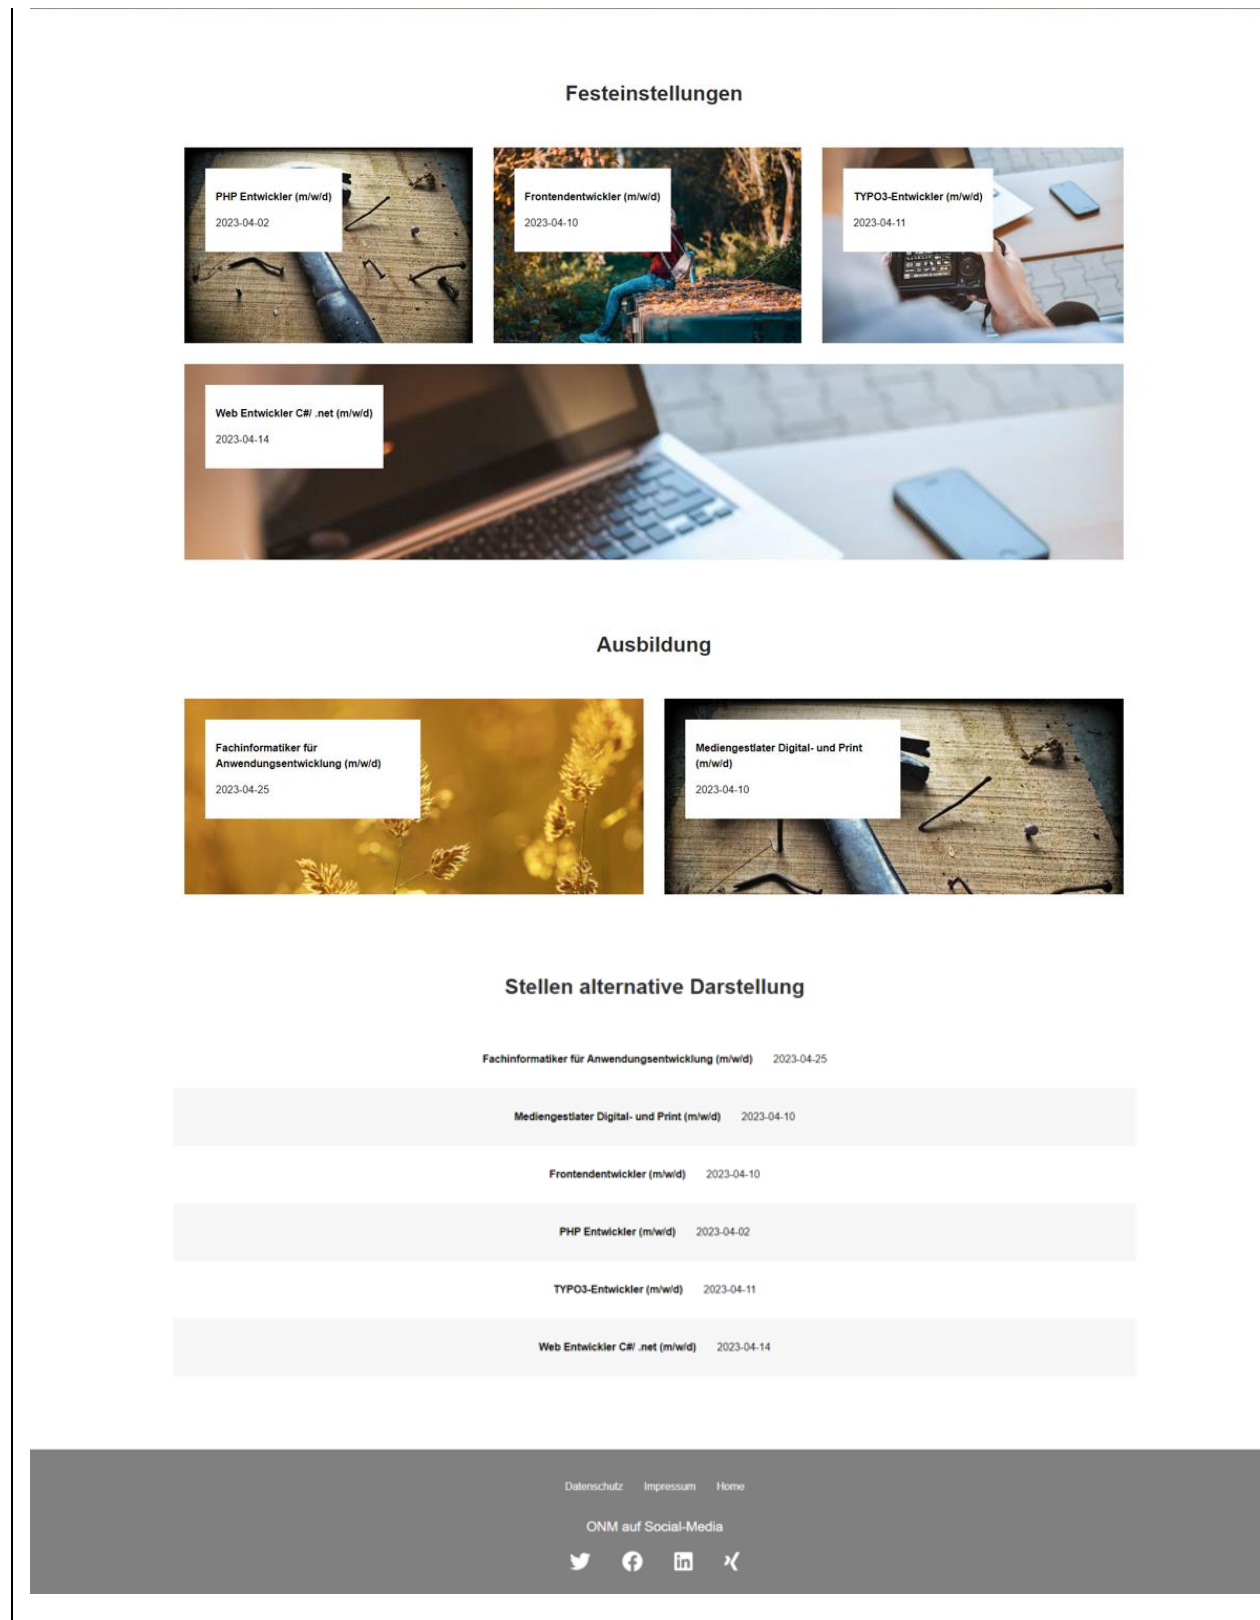 Festeinstellungen
PHP Entwickler (m/w/d)
2023-04-02
Frontendentwickler (m/w/d)
2023-04-10
TYPO3-Entwickler (m/w/d)
2023-04-11
Web Entwickler C#/ .net (m/w/d)
2023-04-14
Ausbildung
Fachinformatiker für
Anwendungsentwicklung (m/w/d)
2023-04-25
Mediengestlater Digital- und Print
(m/w/d)
2023-04-10
Stellen alternative Darstellung
Fachinformatiker für Anwendungsentwicklung (m/w/d) 2023-04-25
Mediengestlater Digital- und Print (m/w/d) 2023-04-10
Frontendentwickler (m/w/d) 2023-04-10
PHP Entwickler (m/w/d) 2023-04-02
TYPO3-Entwickler (m/w/d) 2023-04-11
Web Entwickler C#/ .net (m/w/d) 2023-04-14
Datenschutz Impressum Home
ONM auf Social-Media